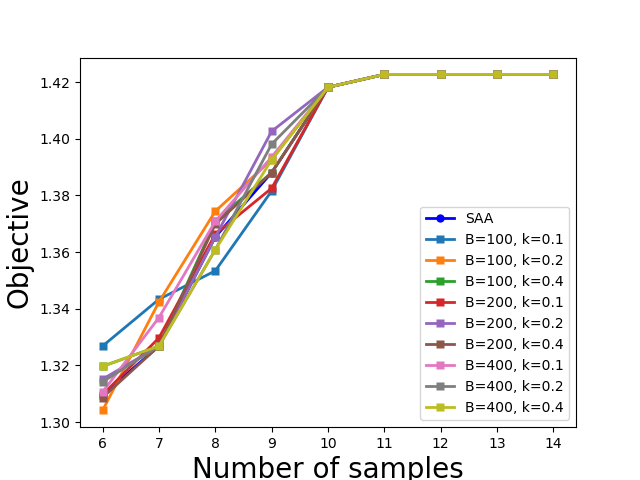 1.42
1.40
1.38
1.36
1.34
1.32
1.30
Objective
6 7 8 9 10 11 12 13 14
Number of samples
SAA
B=100, k=0.1
B=100, k=0.2
B=100, k=0.4
B=200, k=0.1
B=200, k=0.2
B=200, k=0.4
B=400, k=0.1
B=400, k=0.2
B=400, k=0.4